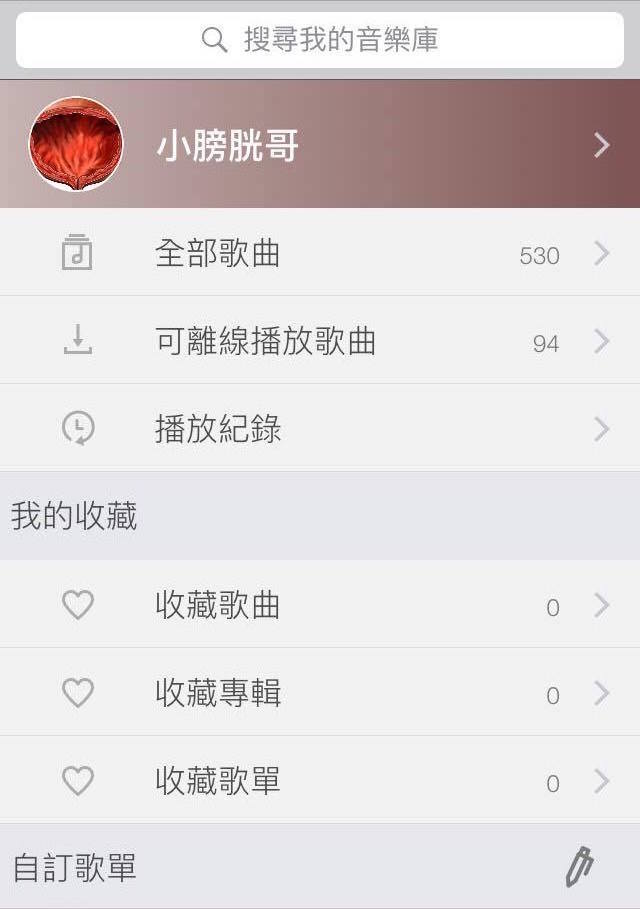 搜尋我的音樂庫
小膀胱哥
全部歌曲 530
可離線播放歌曲 94
播放紀錄
我的收藏
收藏歌曲 0
收藏專輯 0
收藏歌單 0
自訂歌單